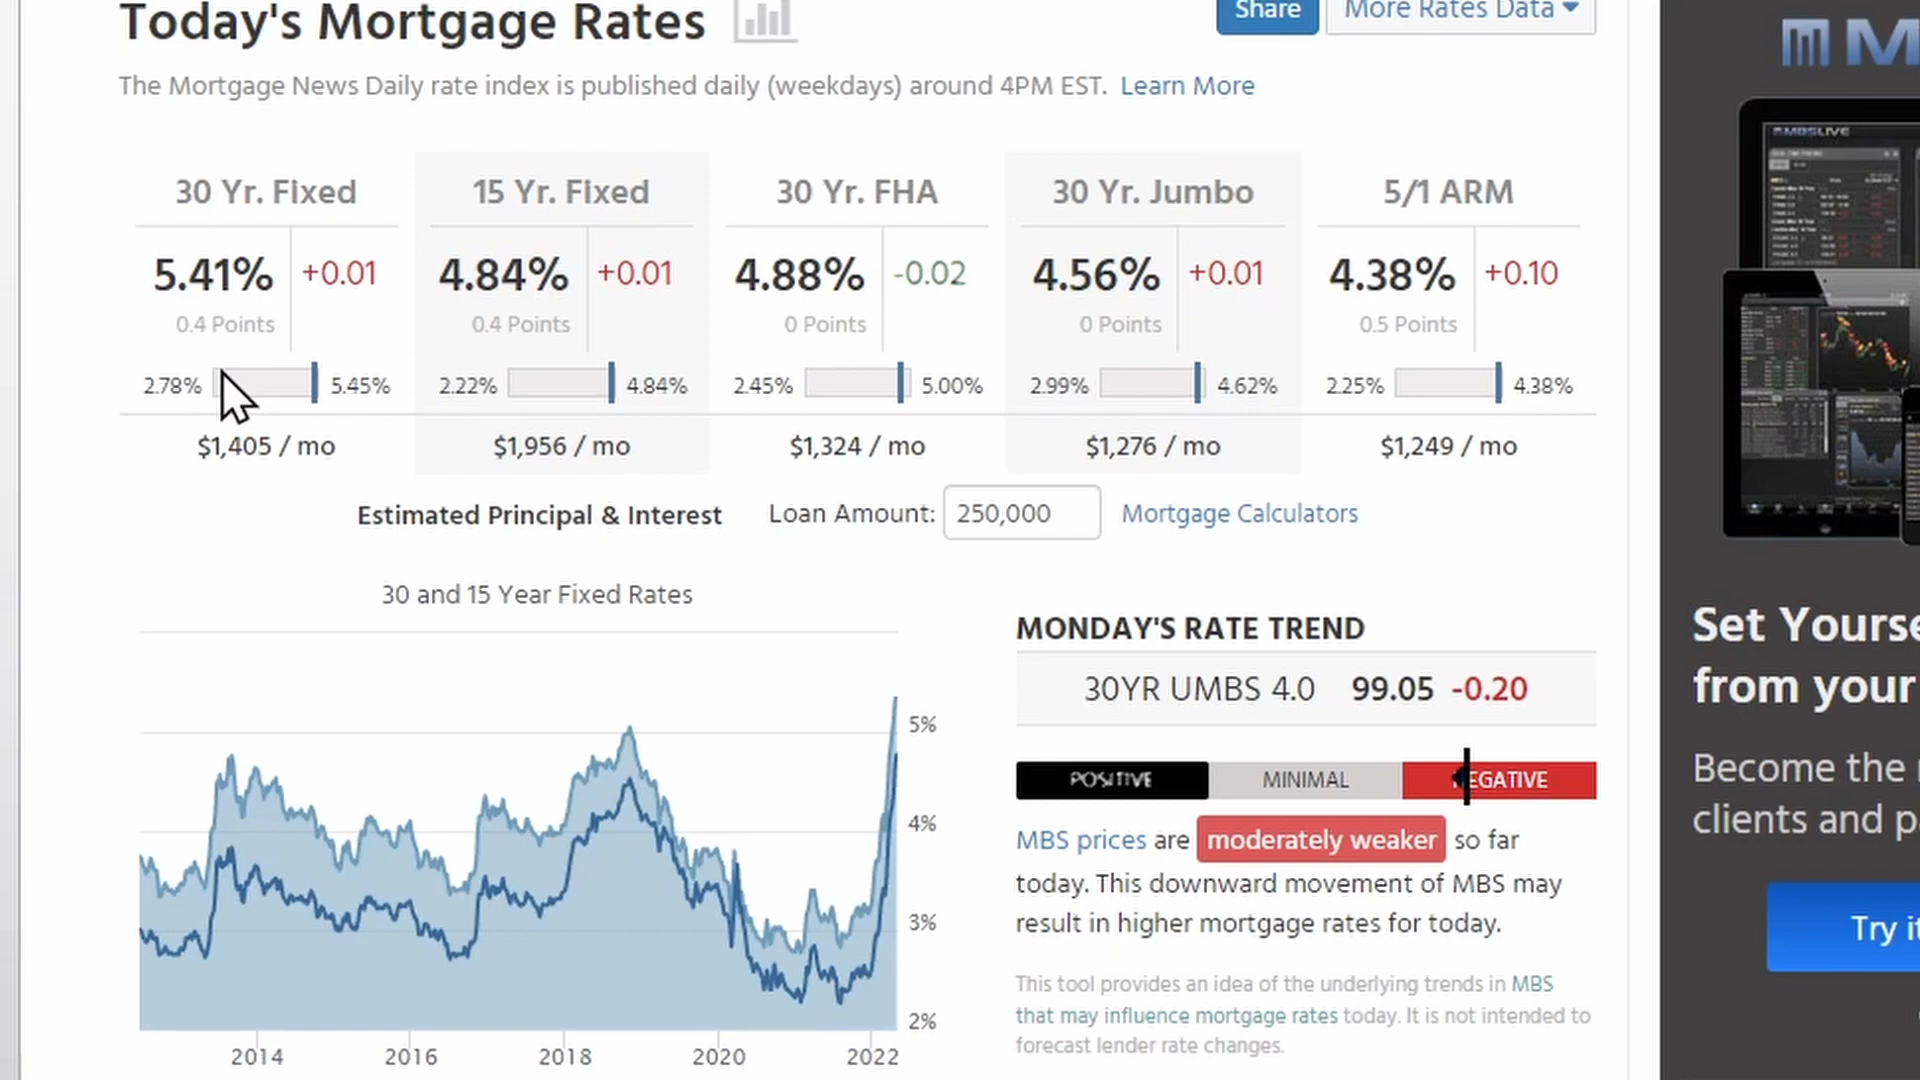 Today's Mortgage Rates
Share
More Rates Data
The Mortgage News Daily rate index is published daily (weekdays) around 4PM EST. Learn More
30 Yr. Fixed
5.41% +0.01
0.4 Points
2.78% 5.45%
$1,405 / mo
15 Yr. Fixed
4.84% +0.01
0.4 Points
2.22% 4.84%
$1,956 / mo
30 Yr. FHA
4.88% -0.02
0 Points
2.45% 5.00%
$1,324 / mo
30 Yr. Jumbo
4.56% +0.01
0 Points
2.99% 4.62%
$1,276 / mo
5/1 ARM
4.38% +0.10
0.5 Points
2.25% 4.38%
$1,249 / mo
Estimated Principal & Interest Loan Amount: 250,000 Mortgage Calculators
30 and 15 Year Fixed Rates
5%
4%
3%
2%
2014 2016 2018 2020 2022
MONDAY'S RATE TREND
30YR UMBS 4.0 99.05 -0.20
POSITIVE MINIMAL NEGATIVE
MBS prices are moderately weaker so far
today. This downward movement of MBS may
result in higher mortgage rates for today.
This tool provides an idea of the underlying trends in MBS
that may influence mortgage rates today. It is not intended to
forecast lender rate changes.
M
MBSLIVE
Set Yourse
from your
Become the
clients and p
Try it